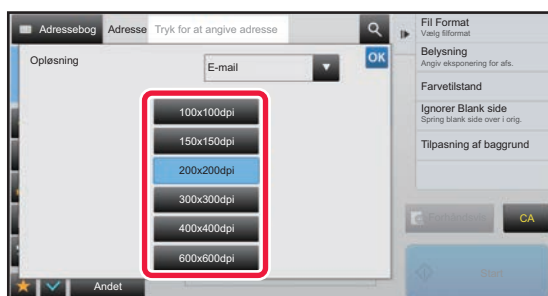 Adressebog
Adresse
Tryk for at angive adresse
Opløsning
E-mail
OK
100x100dpi
150x150dpi
200x200dpi
300x300dpi
400x400dpi
600x600dpi
Andet
Fil Format
Vælg filformat
Belysning
Angiv eksponering for afs.
Farvetilstand
Ignorer Blank side
Spring blank side over i orig.
Tilpasning af baggrund
CA
Start